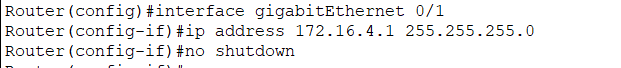 Router(config)#interface gigabitEthernet 0/1
Router(config-if)#ip address 172.16.4.1 255.255.255.0
Router(config-if)#no shutdown